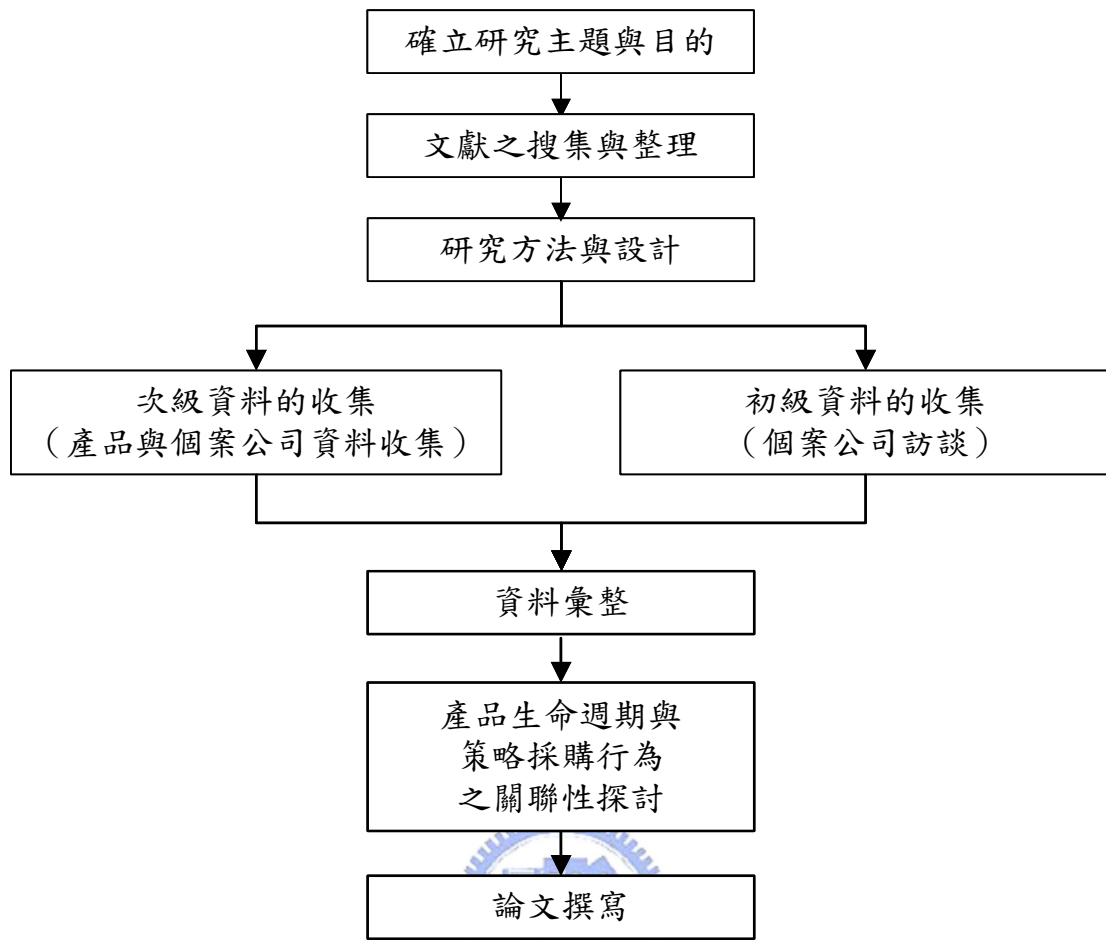 確立研究主題與目的
文獻之搜集與整理
研究方法與設計
次級資料的收集
（產品與個案公司資料收集）
初級資料的收集
（個案公司訪談）
資料彙整
產品生命週期與
策略採購行為
之關聯性探討
論文撰寫